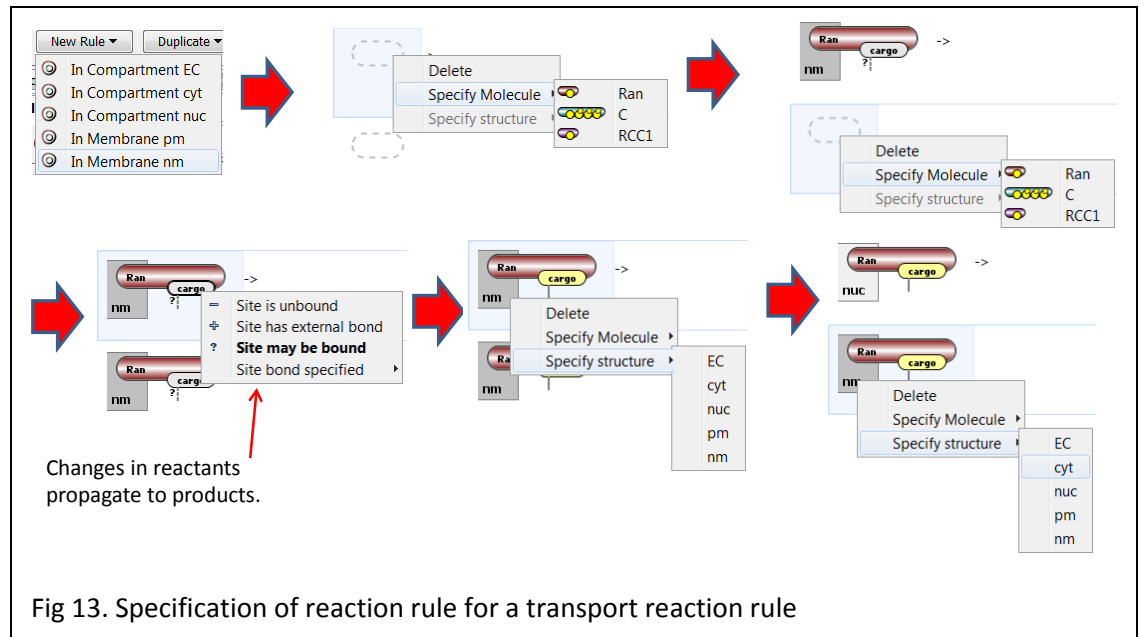 New Rule Duplicate
In Compartment EC
In Compartment cyt
In Compartment nuc
In Membrane pm
In Membrane nm
->
Delete
Specify Molecule
Specify structure
Ran
C
RCC1
Ran
cargo
?
nm
->
Delete
Specify Molecule
Specify structure
Ran
C
RCC1
Ran
cargo
?
nm
->
− Site is unbound
+ Site has external bond
? Site may be bound
Site bond specified
Ran
cargo
?
nm
Changes in reactants
propagate to products.
Ran
cargo
nm
->
Delete
Specify Molecule
Specify structure
EC
cyt
nuc
pm
nm
Ra
nm
Ran
cargo
nuc
->
Ran
cargo
nm
Delete
Specify Molecule
Specify structure
EC
cyt
nuc
pm
nm
Fig 13. Specification of reaction rule for a transport reaction rule